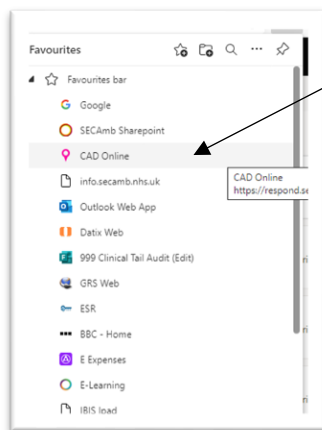 Favourites
Favourites bar
Google
SECAmb Sharepoint
CAD Online
info.secamb.nhs.uk
CAD Online
https://respond.se
Outlook Web App
Datix Web
999 Clinical Tail Audit (Edit)
GRS Web
ESR
BBC - Home
E Expenses
E-Learning
IBIS load